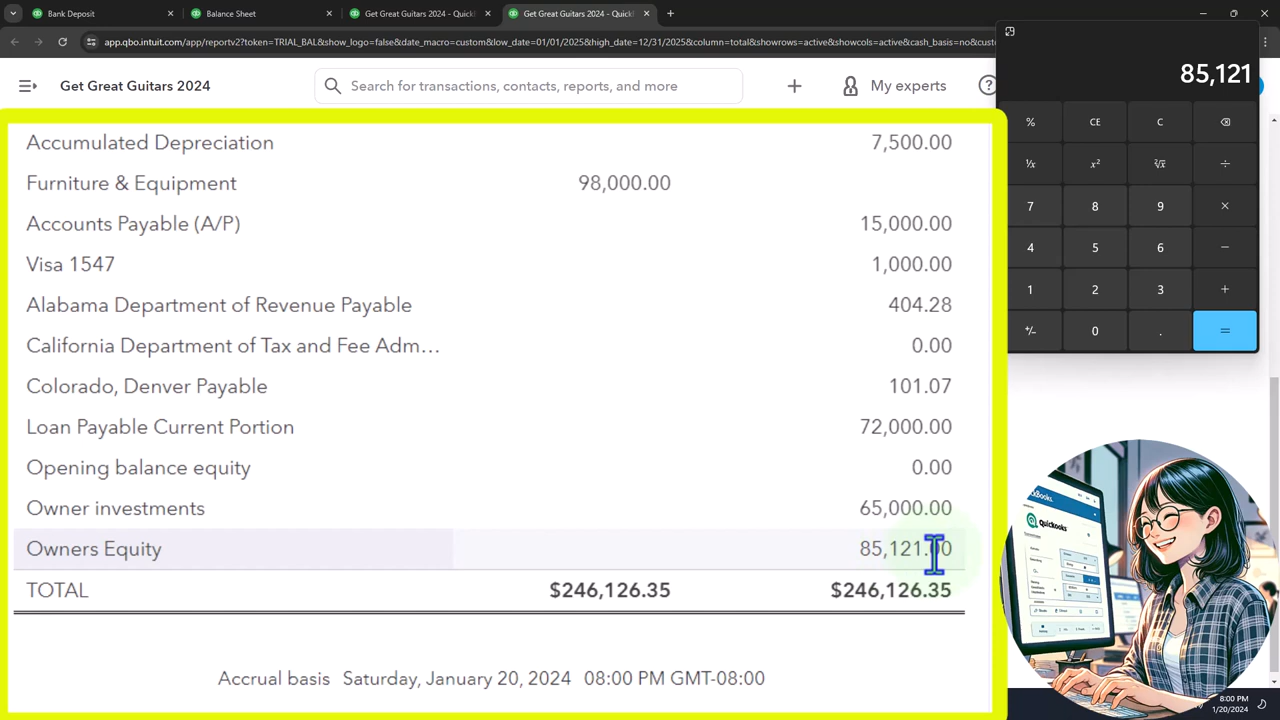 Bank Deposit
Balance Sheet
Get Great Guitars 2024 - Quick
Get Great Guitars 2024 - Quick
app.qbo.intuit.com/app/reportv2?token=TRIAL_BAL&show_logo=false&date_macro=custom&low_date=01/01/2025&high_date=12/31/2025&column=total&showrows=active&showcols=active&cash_basis=no&custo
Get Great Guitars 2024
Search for transactions, contacts, reports, and more
My experts
Accumulated Depreciation 7,500.00
Furniture & Equipment 98,000.00
Accounts Payable (A/P) 15,000.00
Visa 1547 1,000.00
Alabama Department of Revenue Payable 404.28
California Department of Tax and Fee Adm… 0.00
Colorado, Denver Payable 101.07
Loan Payable Current Portion 72,000.00
Opening balance equity 0.00
Owner investments 65,000.00
Owners Equity 85,121.00
TOTAL $246,126.35 $246,126.35
Accrual basis Saturday, January 20, 2024 08:00 PM GMT-08:00
85,121
% CE C
¹/x x² ²√x ÷
7 8 9 ×
4 5 6 −
1 2 3 +
+/− 0 . =
QuickBooks.
Quickooks
8:00 PM
1/20/2024